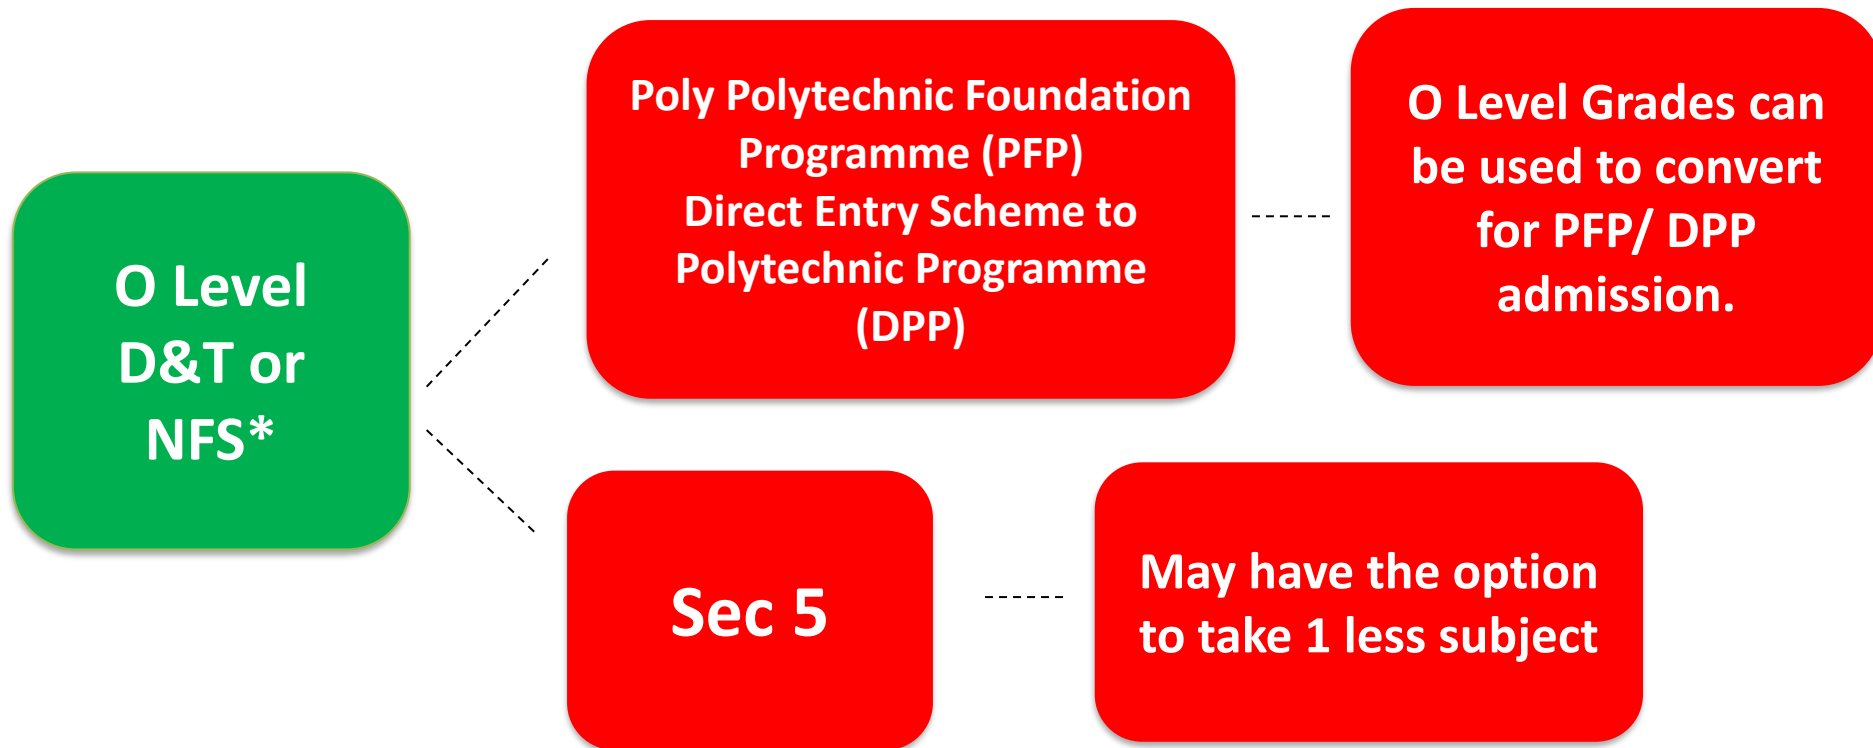 O Level
D&T or
NFS*
Poly Polytechnic Foundation
Programme (PFP)
Direct Entry Scheme to
Polytechnic Programme
(DPP)
O Level Grades can
be used to convert
for PFP/ DPP
admission.
Sec 5
May have the option
to take 1 less subject